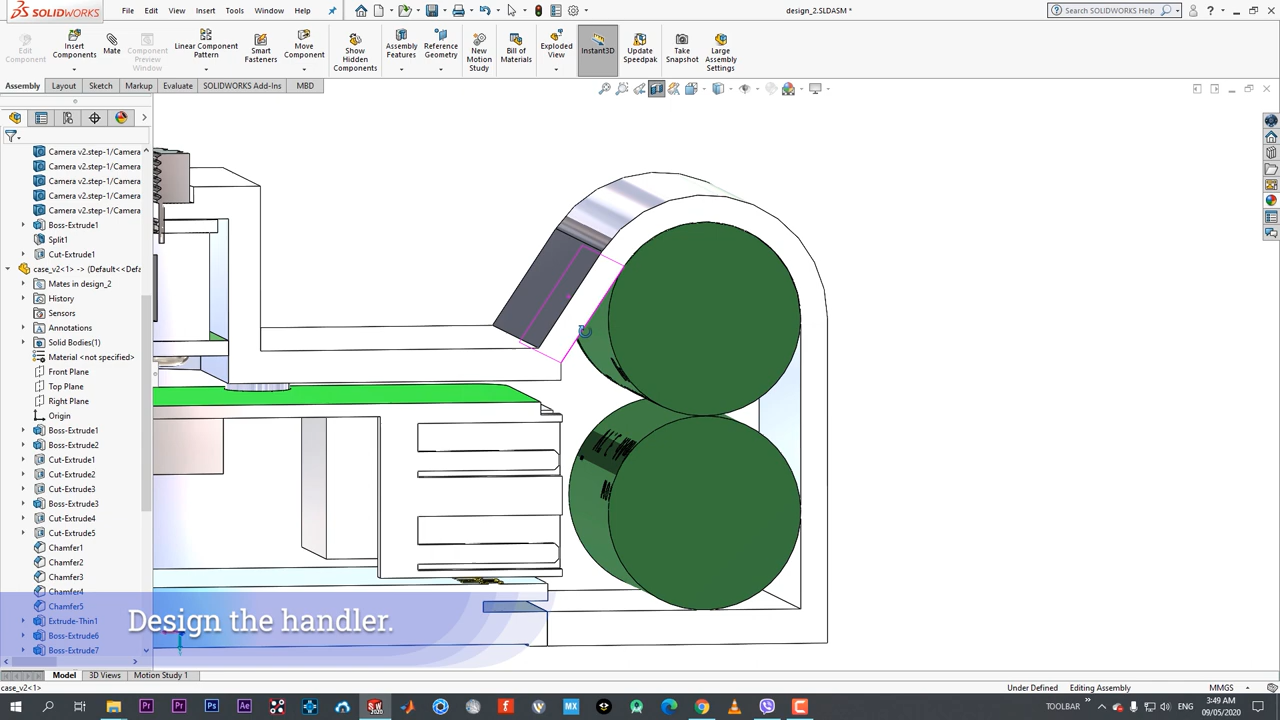 SOLIDWORKS
File Edit View Insert Tools Window Help
design_2.SLDASM *
Search SOLIDWORKS Help
Edit Component
Insert Components
Mate
Component Preview Window
Linear Component Pattern
Smart Fasteners
Move Component
Show Hidden Components
Assembly Features
Reference Geometry
New Motion Study
Bill of Materials
Exploded View
Instant3D
Update Speedpak
Take Snapshot
Large Assembly Settings
Assembly Layout Sketch Markup Evaluate SOLIDWORKS Add-Ins MBD
Camera v2.step-1/Camera
Camera v2.step-1/Camera
Camera v2.step-1/Camera
Camera v2.step-1/Camera
Camera v2.step-1/Camera
Boss-Extrude1
Split1
Cut-Extrude1
case_v2<1> -> (Default<<Defa
Mates in design_2
History
Sensors
Annotations
Solid Bodies(1)
Material <not specified>
Front Plane
Top Plane
Right Plane
Origin
Boss-Extrude1
Boss-Extrude2
Cut-Extrude1
Cut-Extrude2
Cut-Extrude3
Boss-Extrude3
Cut-Extrude4
Cut-Extrude5
Chamfer1
Chamfer2
Chamfer3
Chamfer4
Chamfer5
Extrude-Thin1
Boss-Extrude6
Boss-Extrude7
Design the handler.
Model 3D Views Motion Study 1
case_v2<1>
Under Defined Editing Assembly MMGS
TOOLBAR
ENG
3:49 AM
09/05/2020